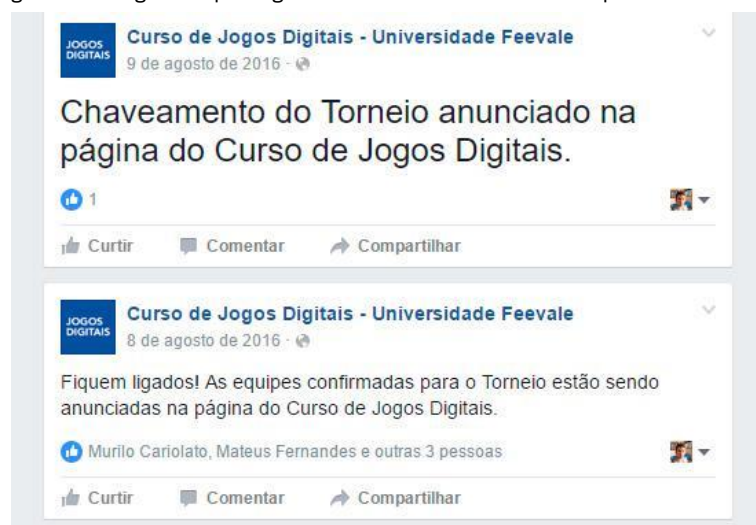 JOGOS
DIGITAIS
Curso de Jogos Digitais - Universidade Feevale
9 de agosto de 2016 ·
Chaveamento do Torneio anunciado na
página do Curso de Jogos Digitais.
1
Curtir Comentar Compartilhar
JOGOS
DIGITAIS
Curso de Jogos Digitais - Universidade Feevale
8 de agosto de 2016 ·
Fiquem ligados! As equipes confirmadas para o Torneio estão sendo
anunciadas na página do Curso de Jogos Digitais.
Murilo Cariolato, Mateus Fernandes e outras 3 pessoas
Curtir Comentar Compartilhar